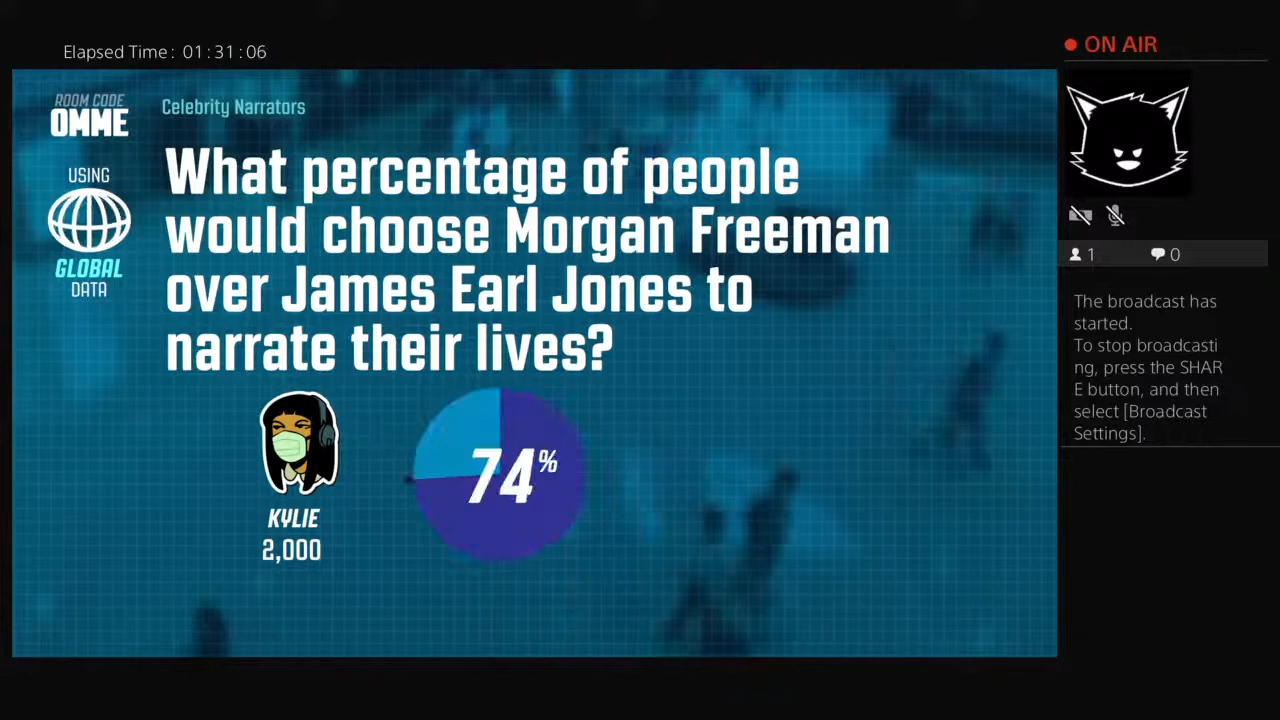 Elapsed Time: 01:31:06
ON AIR
ROOM CODE
OMME
Celebrity Narrators
USING
GLOBAL
DATA
What percentage of people
would choose Morgan Freeman
over James Earl Jones to
narrate their lives?
74%
KYLIE
2,000
1
0
The broadcast has
started.
To stop broadcasti
ng, press the SHAR
E button, and then
select [Broadcast
Settings].